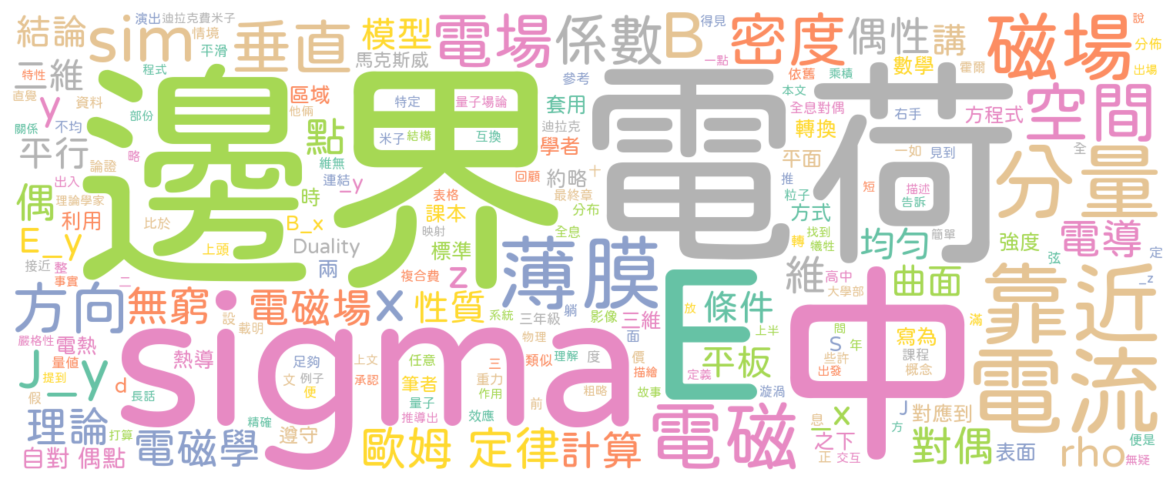 結論
演出
迪拉克費米子
sim
情境
平滑
垂直
模型
馬克斯威
電場
係數
B
得見
一點
密度
偶性
講
磁場
說
分佈
出場
三維
特性
程式
直覺
y
資料
部份
關係
不均
平行
略
他倆
區域
點
邊界
特定
量子場論
米子
結構
互換
參考
套用
迪拉克
學者
電荷
依舊
乘積
本文
數學
霍爾
全息對偶
右手
轉換
方程式
空間
平面
一如
見到
全
分量
論證
偶
出入
理論學家
利用
時
維無
連結
_y
回顧
十
約略
最終章
表格
課本
分布
B_x
映射
全息
比於
上頭
Duality
標準
E_y
接近
整
事實
二
兩
z
薄膜
推
粒子
方式
找到
犧牲
轉
短
描述
告訴
簡單
均勻
強度
弦
電導
定
_z
方向
無窮
設
載明
電磁場
x
複合費
性質
系統
三年級
躺
影像
面
三維
條件
放
上半
曲面
維
高中
大學部
靠近
滿
sigma
E
中
嚴格性
電熱
量值
提到
假
熱導
J_y
d
長話
足夠
文
例子
便
上文
承認
任意
筆者
量子
推導出
三
重力
作用
效應
物理
類似
前
理解
度
價
描繪
粗略
故事
定義
漩渦
平板
間
S
年
些許
出發
寫為
課程
概念
電流
理論
打算
電磁學
精確
遵守
自對 偶點
歐姆 定律
計算
電磁
息
正
_x
之下
交互
J
方
對應到
對偶
表面
rho
便是
無疑